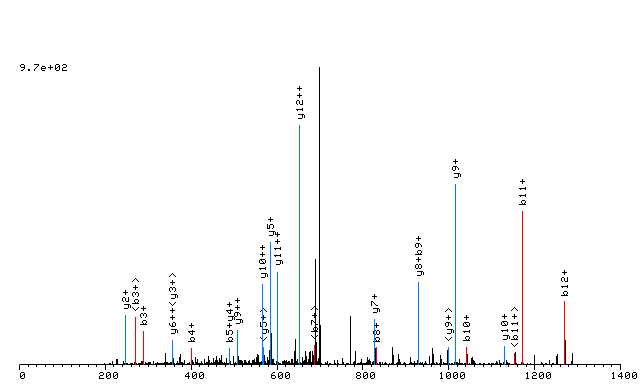 9.7e+02
y2+
<b3+>
b3+
y6++<y3+>
b4+
b5+y4+
y9++
y10++
<y5+>
y5+
y11++
y12++
<b7+>
y7+
b8+
y8+b9+
<y9+>
y9+
b10+
y10+
<b11+>
b11+
b12+
0 200 400 600 800 1000 1200 1400